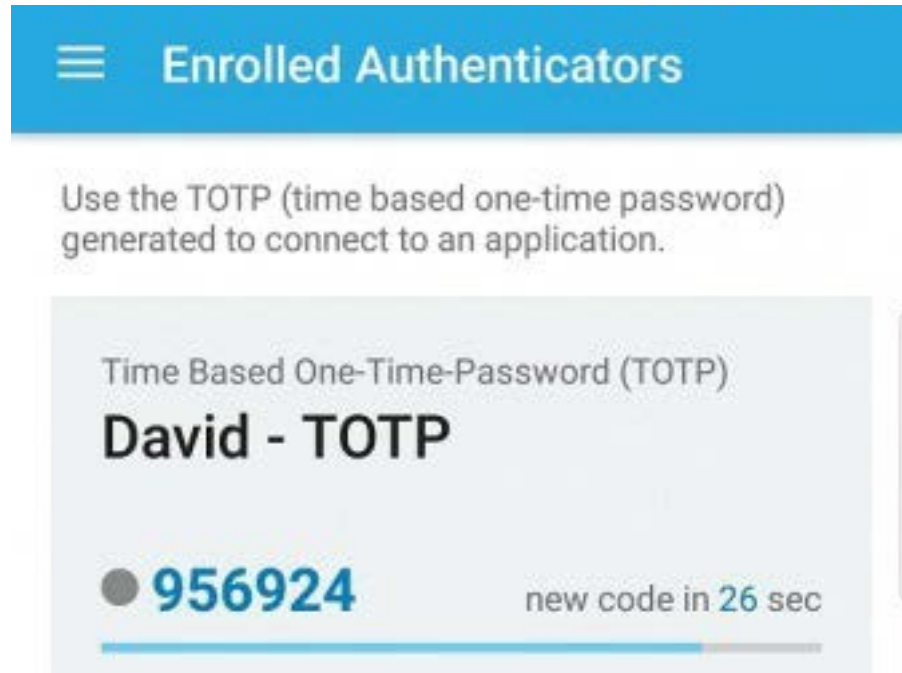 Enrolled Authenticators
Use the TOTP (time based one-time password)
generated to connect to an application.
Time Based One-Time-Password (TOTP)
David - TOTP
956924 new code in 26 sec